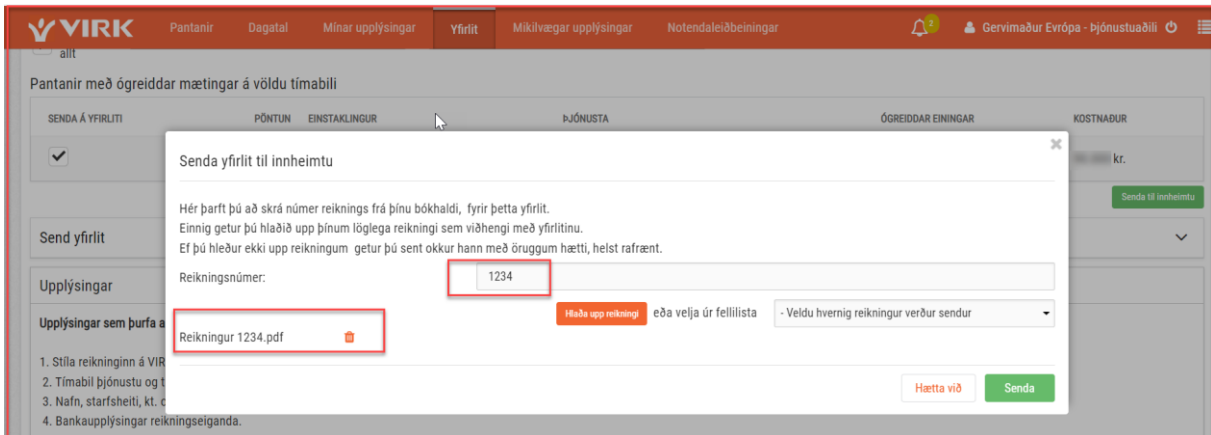 VIRK Pantanir Dagatal Mínar upplýsingar Yfirlit Mikilvægar upplýsingar Notendaleiðbeiningar 2 Gervimaður Evrópa - Þjónustuaðili
allt
Pantanir með ógreiddar mætingar á völdu tímabili
SENDA Á YFIRLITI PÖNTUN EINSTAKLINGUR ÞJÓNUSTA ÓGREIDDAR EININGAR KOSTNAÐUR
kr.
Senda til innheimtu
Senda yfirlit til innheimtu
Hér þarft þú að skrá númer reiknings frá þínu bókhaldi, fyrir þetta yfirlit.
Einnig getur þú hlaðið upp þínum löglega reikningi sem viðhengi með yfirlitinu.
Ef þú hleður ekki upp reikningum getur þú sent okkur hann með öruggum hætti, helst rafrænt.
Reikningsnúmer: 1234
Hlaða upp reikningi eða velja úr fellilista - Veldu hvernig reikningur verður sendur
Reikningur 1234.pdf
Hætta við Senda
Send yfirlit
Upplýsingar
Upplýsingar sem þurfa a
1. Stíla reikninginn á VIR
2. Tímabil þjónustu og t
3. Nafn, starfsheiti, kt. o
4. Bankaupplýsingar reikningseiganda.